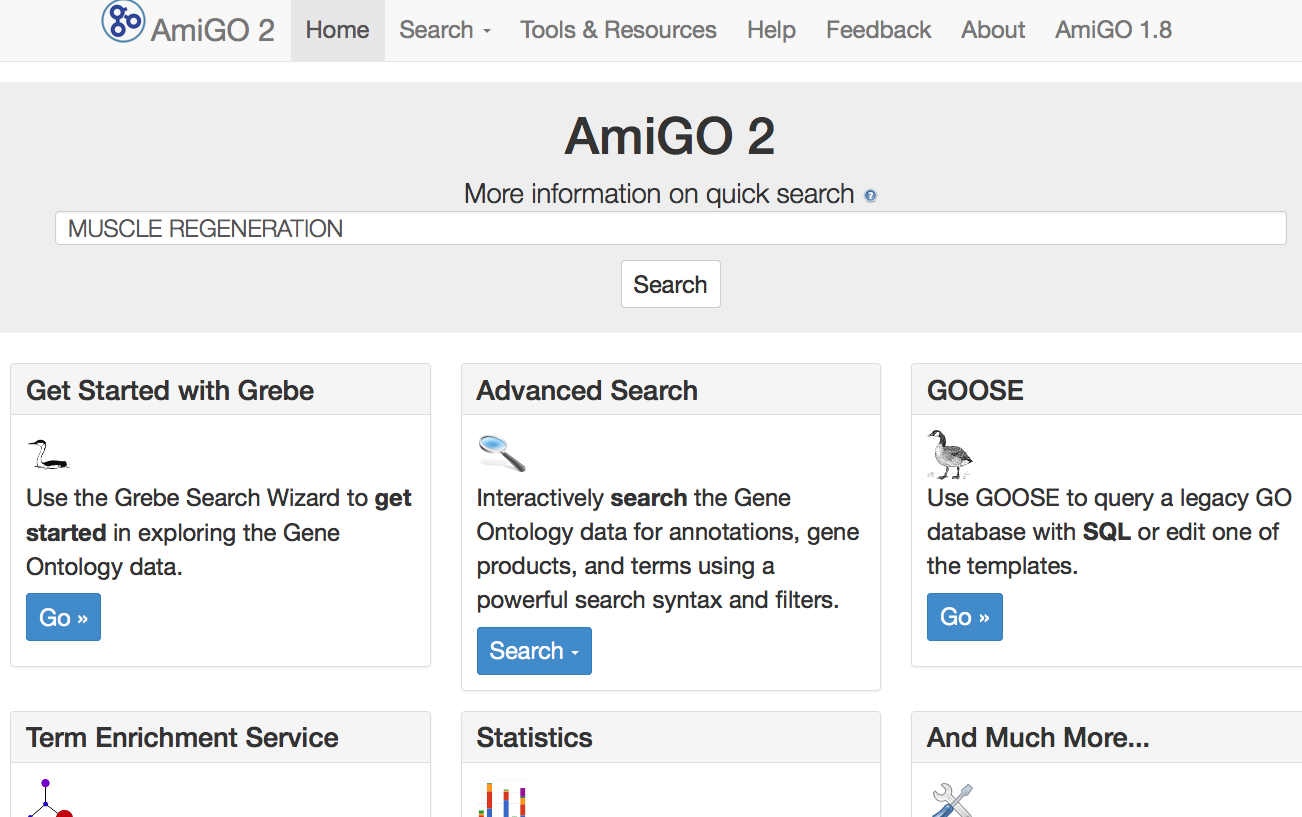 AmiGO 2 Home Search Tools & Resources Help Feedback About AmiGO 1.8
AmiGO 2
More information on quick search ?
MUSCLE REGENERATION
Search
Get Started with Grebe
Use the Grebe Search Wizard to get
started in exploring the Gene
Ontology data.
Go »
Advanced Search
Interactively search the Gene
Ontology data for annotations, gene
products, and terms using a
powerful search syntax and filters.
Search
GOOSE
Use GOOSE to query a legacy GO
database with SQL or edit one of
the templates.
Go »
Term Enrichment Service
Statistics
And Much More...